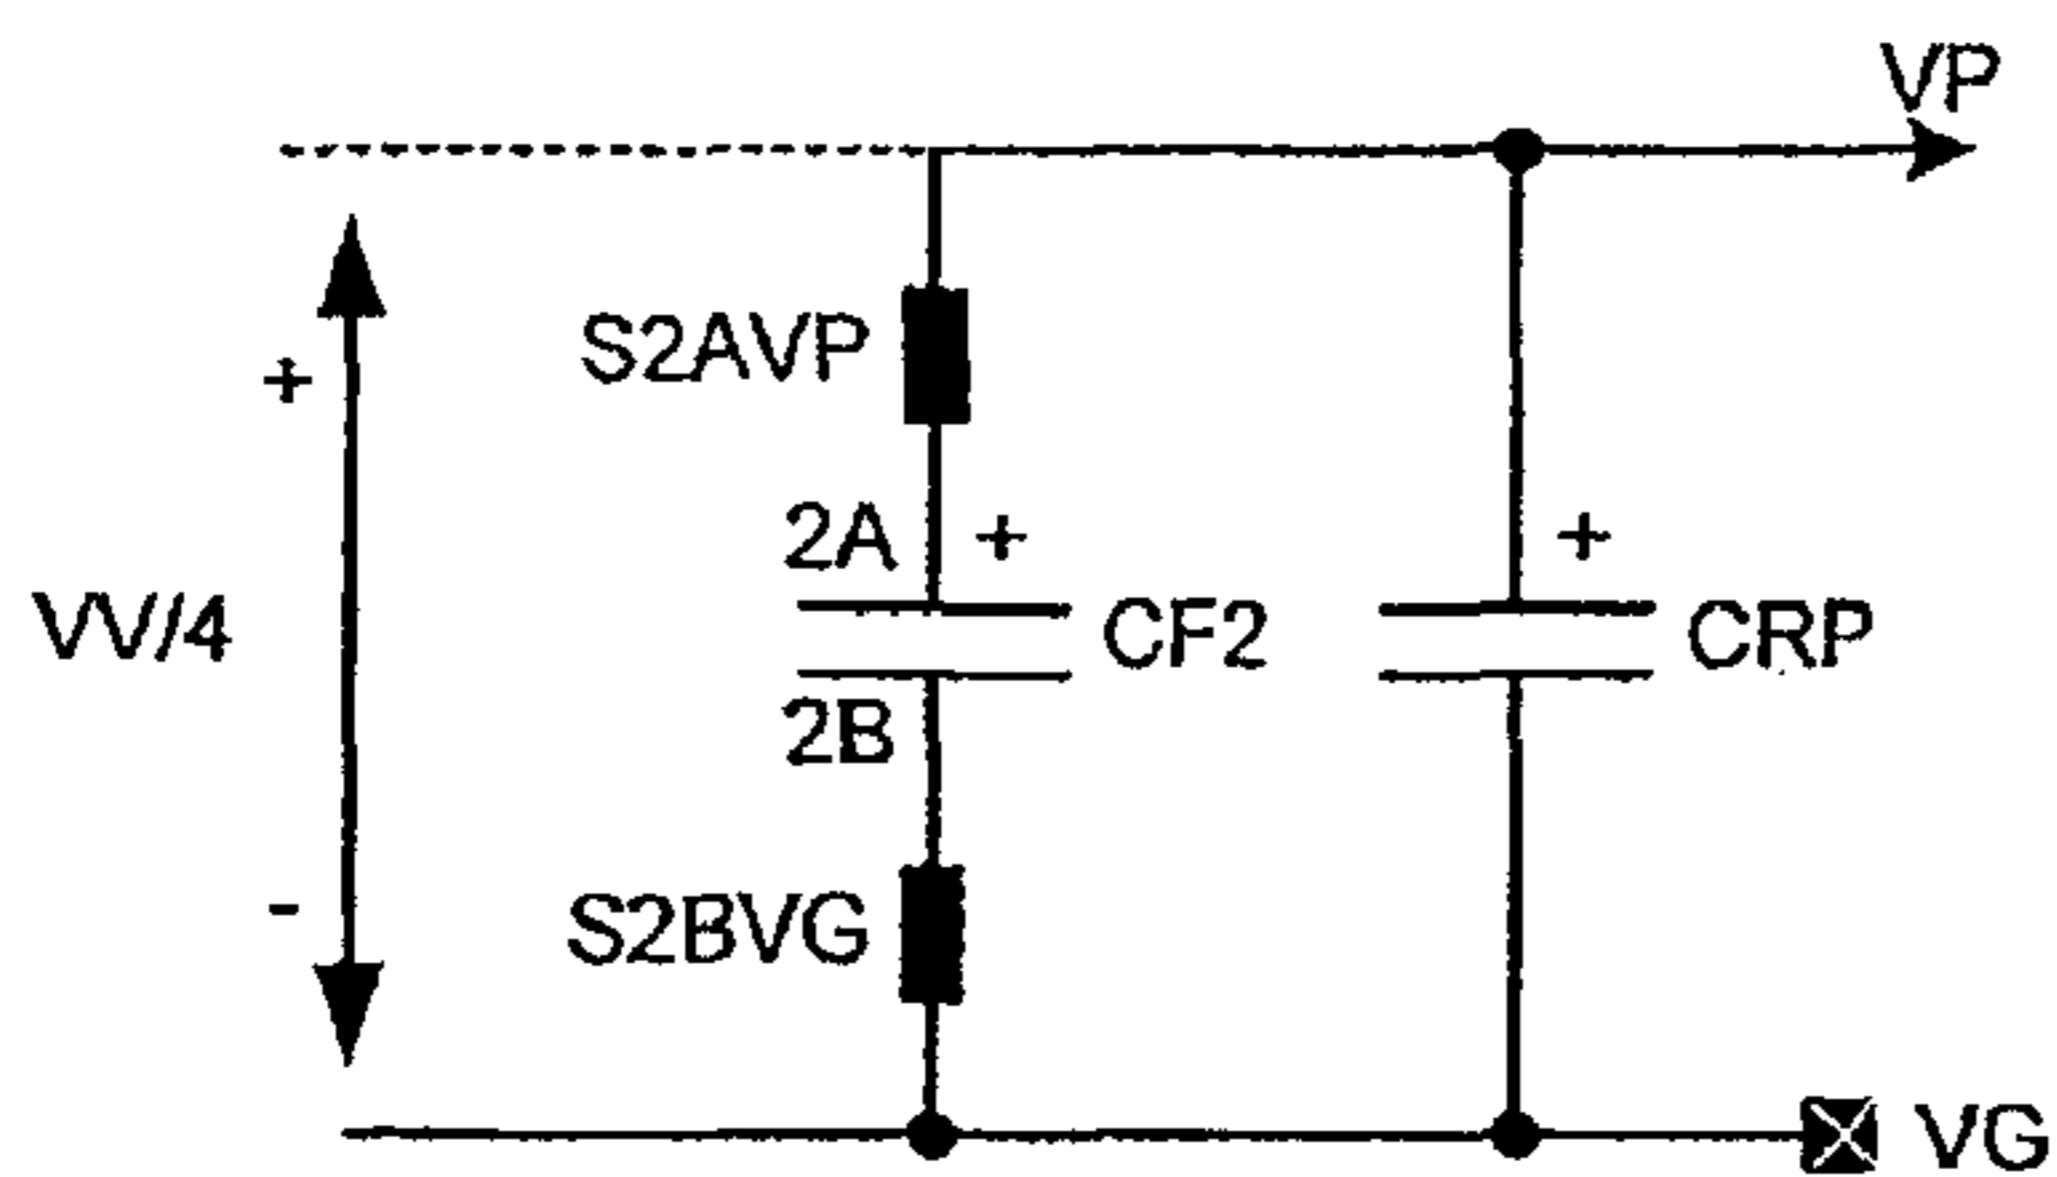 VP
S2AVP
+
2A + +
VV/4 CF2 CRP
2B
-
S2BVG
VG